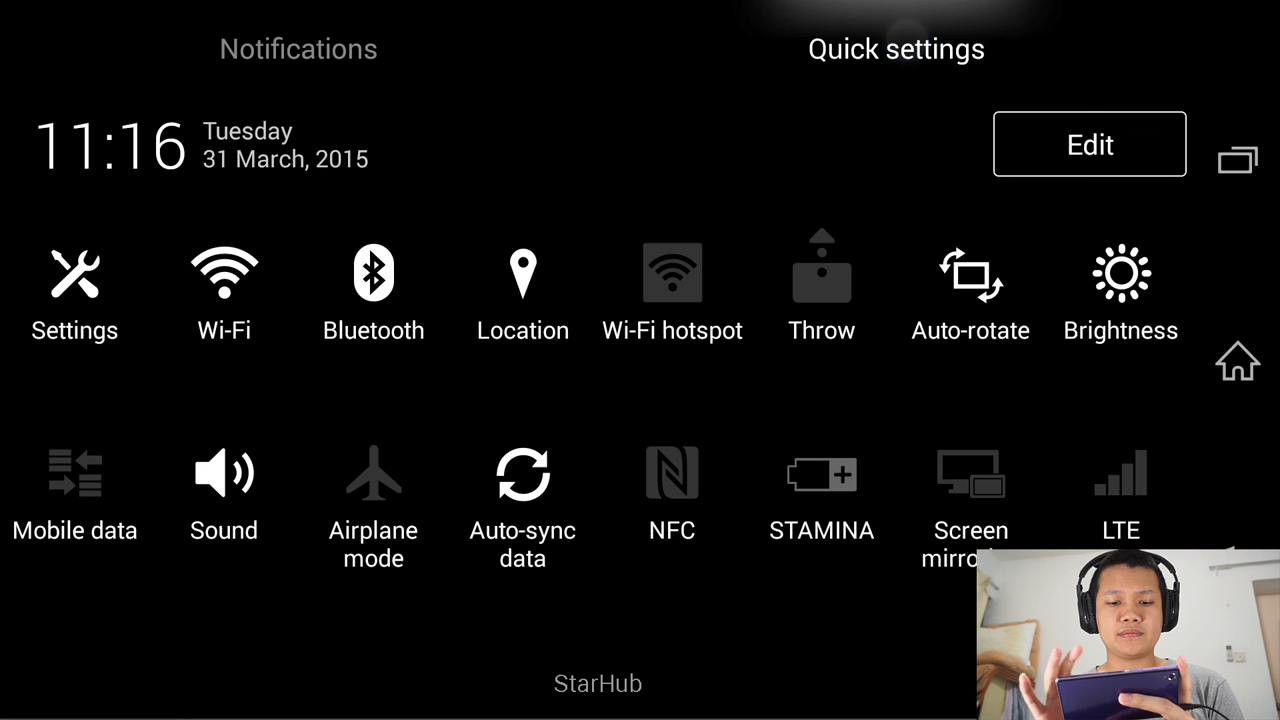 Notifications
Quick settings
11:16
Tuesday
31 March, 2015
Edit
Settings
Wi-Fi
Bluetooth
Location
Wi-Fi hotspot
Throw
Auto-rotate
Brightness
Mobile data
Sound
Airplane
mode
Auto-sync
data
NFC
STAMINA
Screen
LTE
StarHub